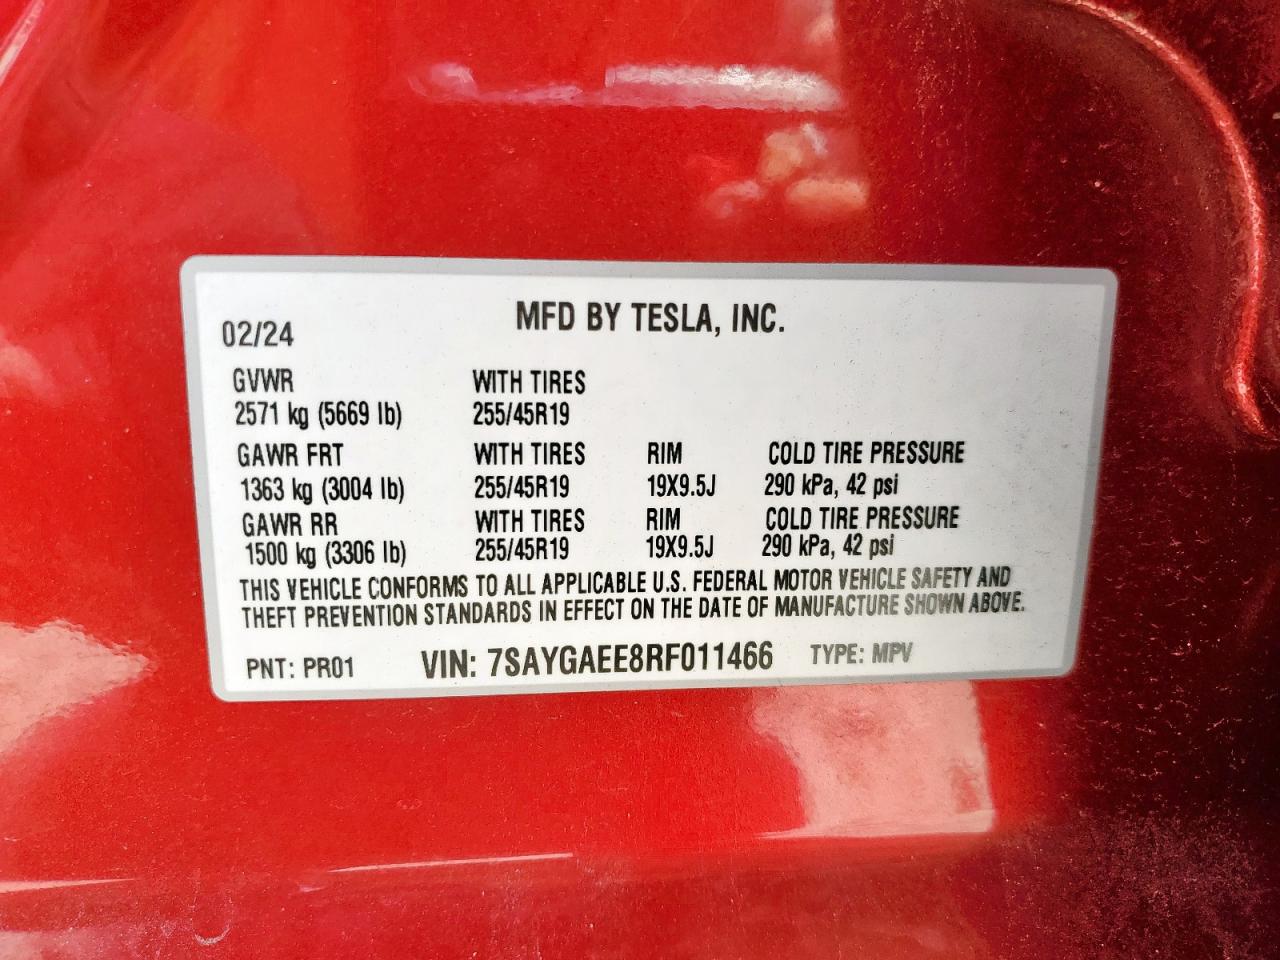 MFD BY TESLA, INC.
02/24
GVWR WITH TIRES
2571 kg (5669 lb) 255/45R19
GAWR FRT WITH TIRES RIM COLD TIRE PRESSURE
1363 kg (3004 lb) 255/45R19 19X9.5J 290 kPa, 42 psi
GAWR RR WITH TIRES RIM COLD TIRE PRESSURE
1500 kg (3306 lb) 255/45R19 19X9.5J 290 kPa, 42 psi
THIS VEHICLE CONFORMS TO ALL APPLICABLE U.S. FEDERAL MOTOR VEHICLE SAFETY AND
THEFT PREVENTION STANDARDS IN EFFECT ON THE DATE OF MANUFACTURE SHOWN ABOVE.
PNT: PR01 VIN: 7SAYGAEE8RF011466 TYPE: MPV